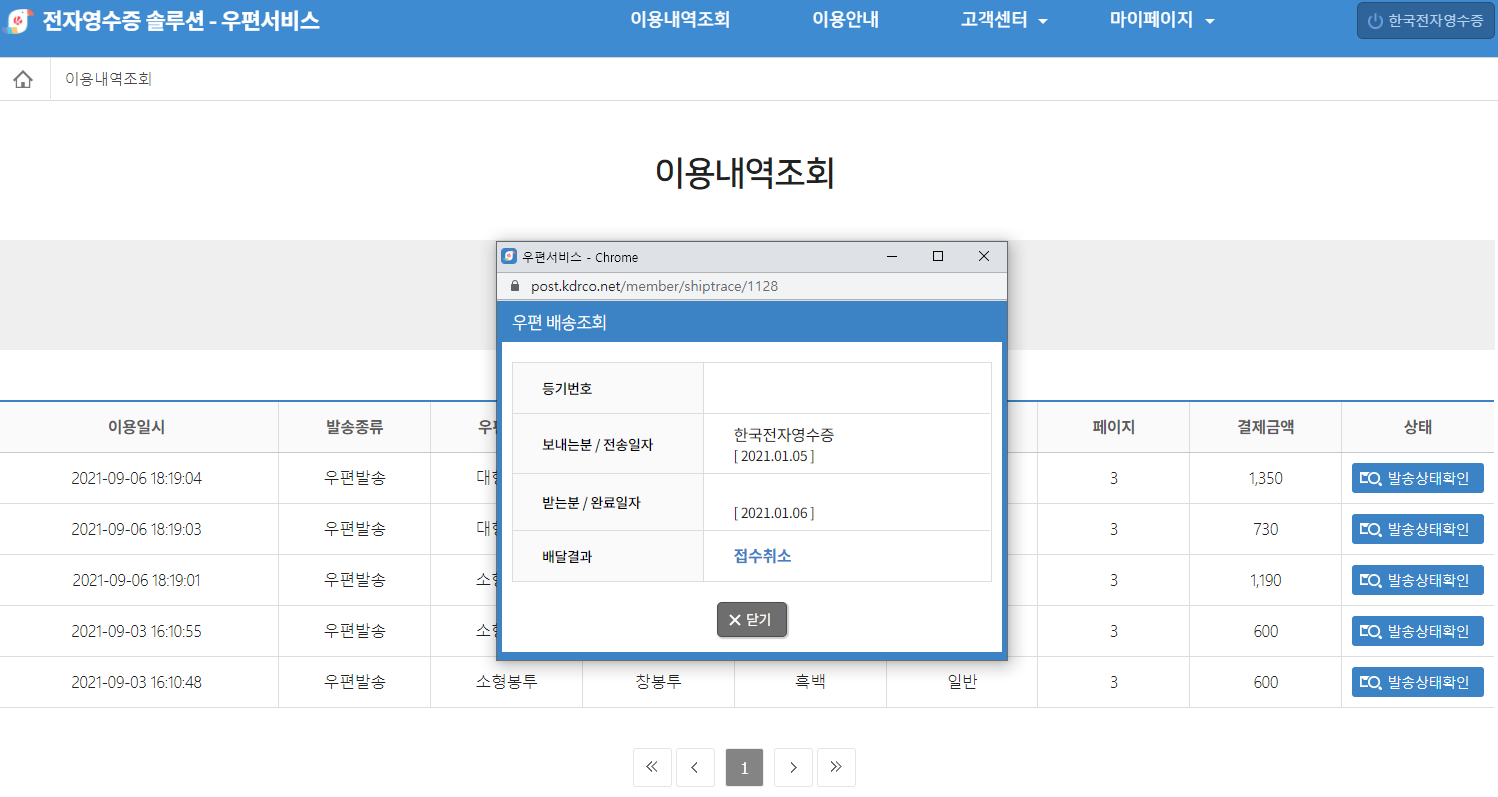 전자영수증 솔루션 - 우편서비스 이용내역조회 이용안내 고객센터 마이페이지 한국전자영수증
이용내역조회
이용내역조회
우편서비스 - Chrome
post.kdrco.net/member/shiptrace/1128
우편 배송조회
등기번호
보내는분 / 전송일자 한국전자영수증
[ 2021.01.05 ]
받는분 / 완료일자
[ 2021.01.06 ]
배달결과 접수취소
닫기
이용일시 발송종류 페이지 결제금액 상태
2021-09-06 18:19:04 우편발송 3 1,350 발송상태확인
2021-09-06 18:19:03 우편발송 3 730 발송상태확인
2021-09-06 18:19:01 우편발송 3 1,190 발송상태확인
2021-09-03 16:10:55 우편발송 3 600 발송상태확인
2021-09-03 16:10:48 우편발송 소형봉투 창봉투 흑백 일반 3 600 발송상태확인
1